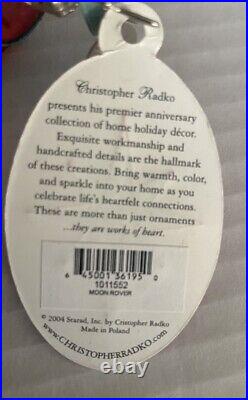 Christopher Radko
presents his premier anniversary
collection of home holiday décor.
Exquisite workmanship and
handcrafted details are the hallmark
of these creations. Bring warmth, color,
and sparkle into your home as you
celebrate life's heartfelt connections.
These are more than just ornaments
...they are works of heart.
6 45001 36195 0
1011552
MOON ROVER
© 2004 Starad, Inc. by Cristopher Radko
Made in Poland
www.CHRISTOPHERRADKO.COM